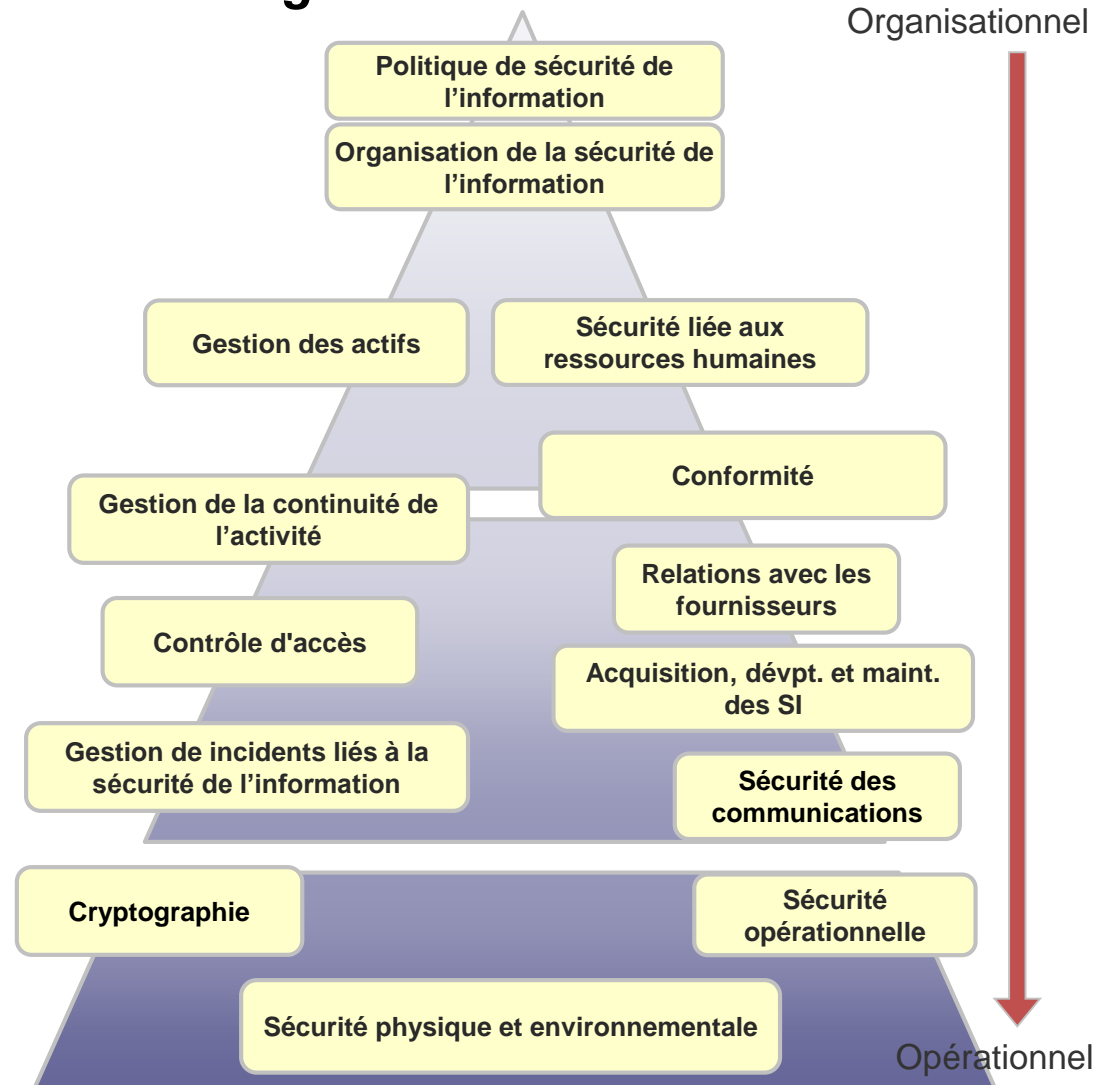 Organisationnel
Politique de sécurité de
l’information
Organisation de la sécurité de
l’information
Gestion des actifs
Sécurité liée aux
ressources humaines
Conformité
Gestion de la continuité de
l’activité
Relations avec les
fournisseurs
Contrôle d'accès
Acquisition, dévpt. et maint.
des SI
Gestion de incidents liés à la
sécurité de l’information
Sécurité des
communications
Cryptographie
Sécurité
opérationnelle
Sécurité physique et environnementale
Opérationnel